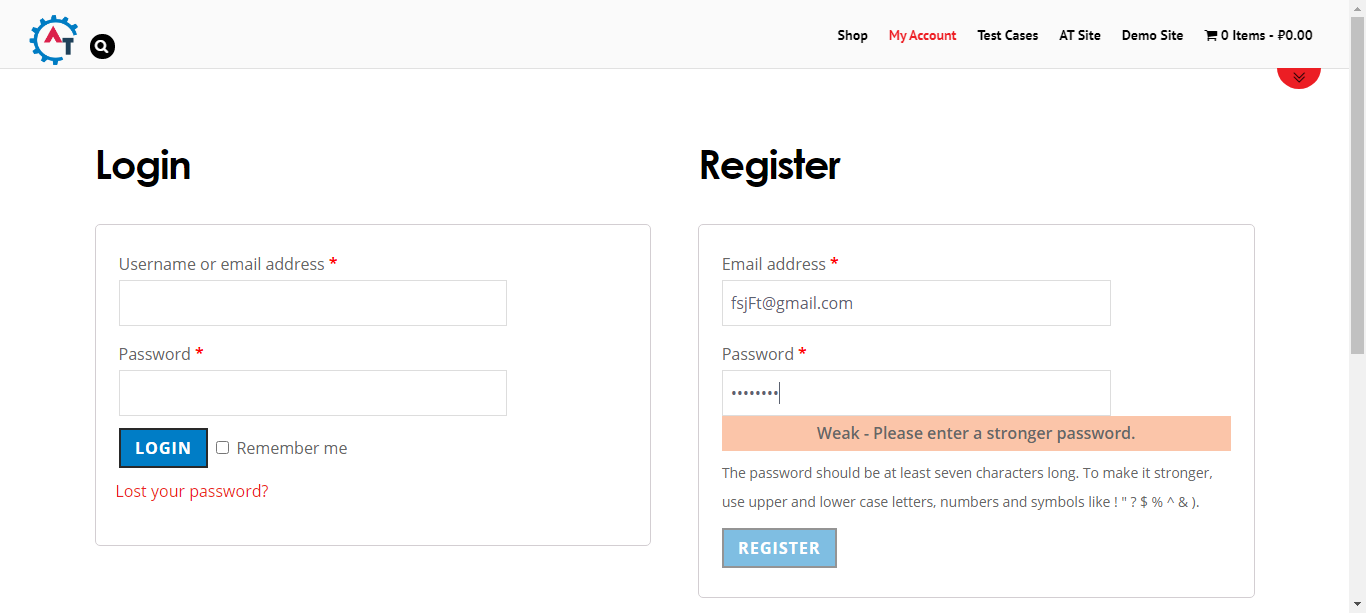 AT
Shop
My Account
Test Cases
AT Site
Demo Site
0 Items - ₽0.00
Login
Register
Username or email address *
Password *
LOGIN
Remember me
Lost your password?
Email address *
fsjFt@gmail.com
Password *
••••••••
Weak - Please enter a stronger password.
The password should be at least seven characters long. To make it stronger,
use upper and lower case letters, numbers and symbols like ! " ? $ % ^ & ).
REGISTER